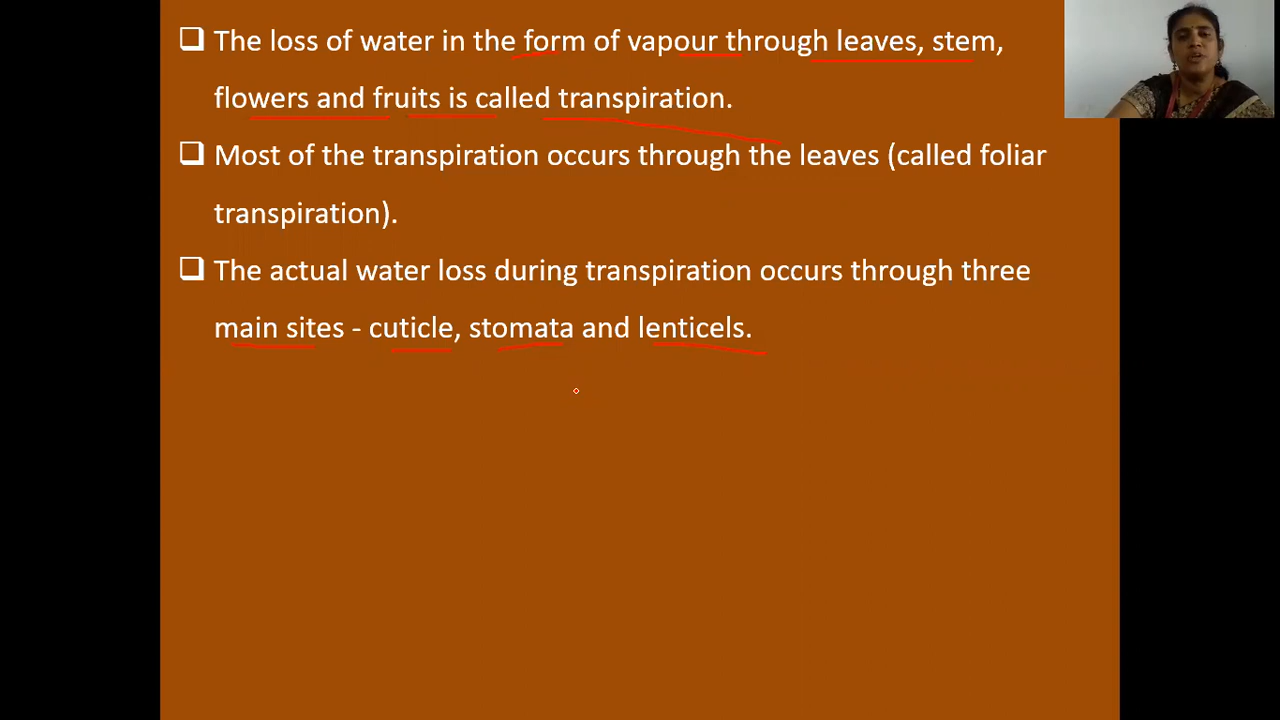 The loss of water in the form of vapour through leaves, stem,
flowers and fruits is called transpiration.
Most of the transpiration occurs through the leaves (called foliar
transpiration).
The actual water loss during transpiration occurs through three
main sites - cuticle, stomata and lenticels.